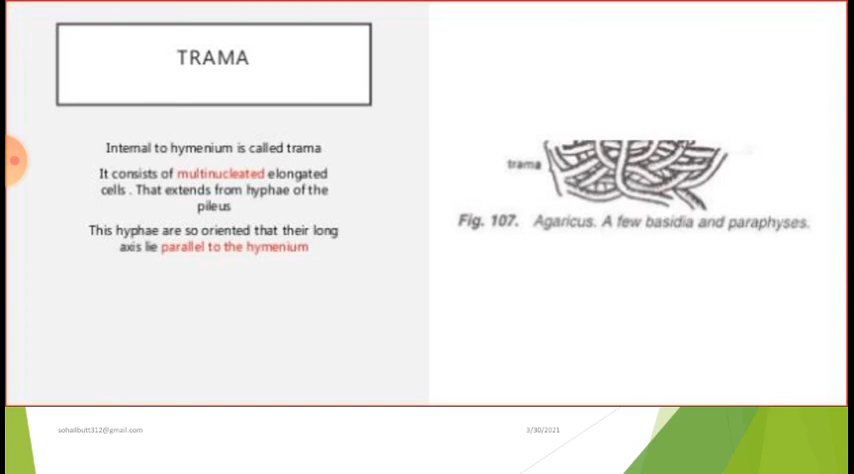 TRAMA
Internal to hymenium is called trama
It consists of multinucleated elongated
cells . That extends from hyphae of the
pileus
This hyphae are so oriented that their long
axis lie parallel to the hymenium
trama
Fig. 107. Agaricus. A few basidia and paraphyses.
sohailbutt312@gmail.com
3/30/2021